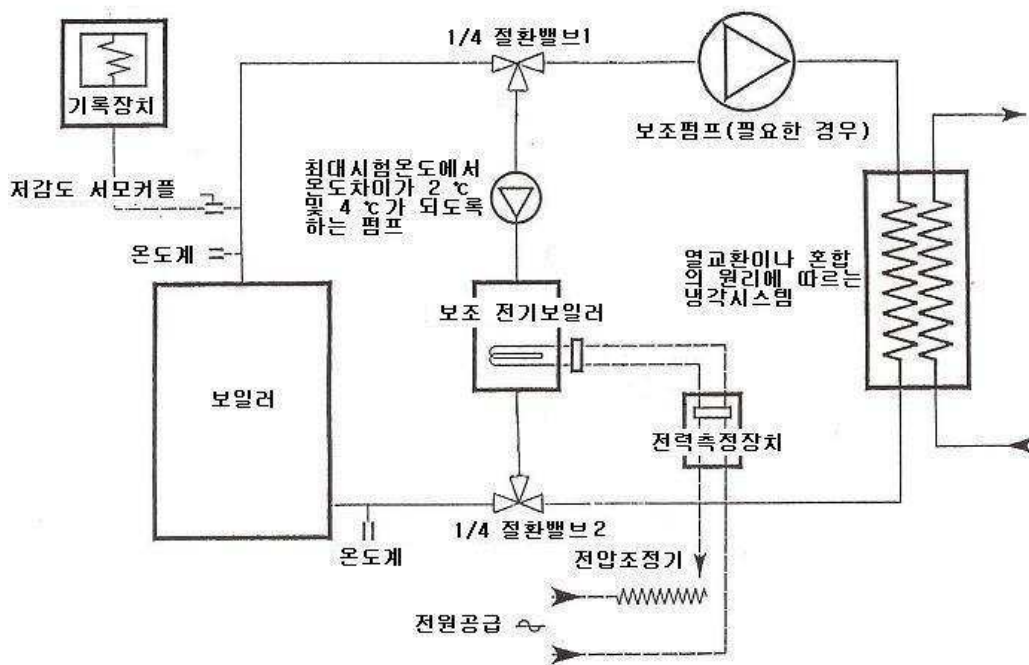 1/4 절환밸브1
기록장치
보조펌프(필요한 경우)
저감도 서모커플
최대시험온도에서
온도차이가 2 ℃
및 4 ℃가 되도록
하는 펌프
온도계
열교환이나 혼합
의 원리에 따르는
냉각시스템
보조 전기보일러
보일러
전력측정장치
1/4 절환밸브2
온도계
전압조정기
전원공급